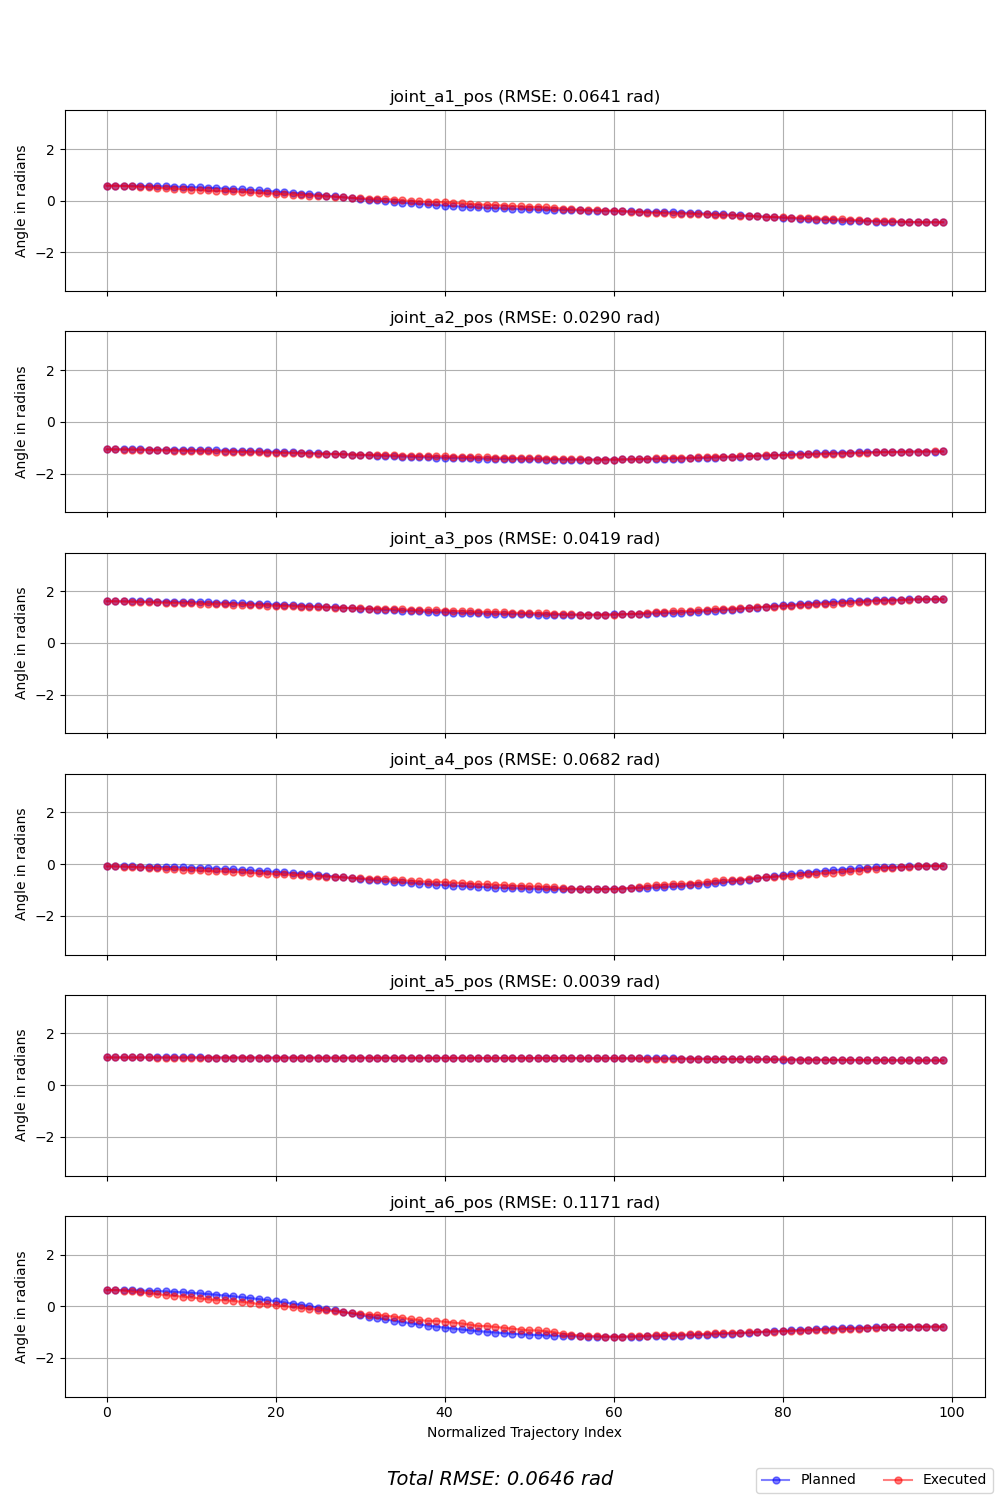 joint_a1_pos (RMSE: 0.0641 rad)
Angle in radians
2
0
−2
joint_a2_pos (RMSE: 0.0290 rad)
Angle in radians
2
0
−2
joint_a3_pos (RMSE: 0.0419 rad)
Angle in radians
2
0
−2
joint_a4_pos (RMSE: 0.0682 rad)
Angle in radians
2
0
−2
joint_a5_pos (RMSE: 0.0039 rad)
Angle in radians
2
0
−2
joint_a6_pos (RMSE: 0.1171 rad)
Angle in radians
2
0
−2
0 20 40 60 80 100
Normalized Trajectory Index
Total RMSE: 0.0646 rad
Planned Executed